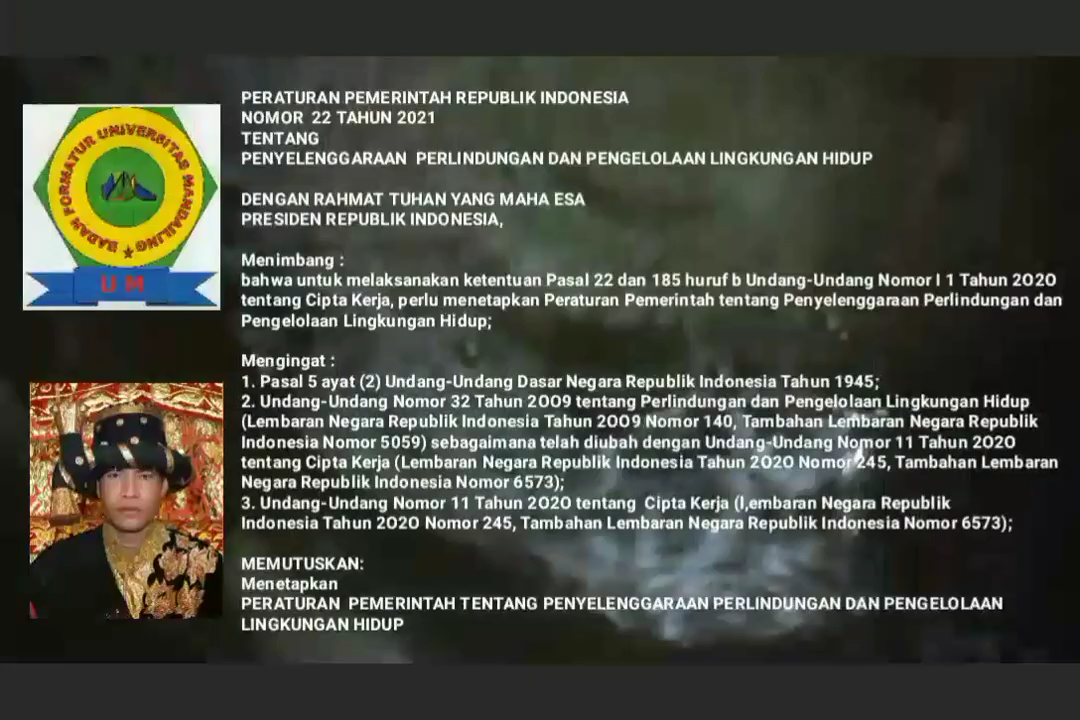 BADAN FORMATUR UNIVERSITAS MANDAILING
U M
PERATURAN PEMERINTAH REPUBLIK INDONESIA
NOMOR 22 TAHUN 2021
TENTANG
PENYELENGGARAAN PERLINDUNGAN DAN PENGELOLAAN LINGKUNGAN HIDUP
DENGAN RAHMAT TUHAN YANG MAHA ESA
PRESIDEN REPUBLIK INDONESIA,
Menimbang :
bahwa untuk melaksanakan ketentuan Pasal 22 dan 185 huruf b Undang-Undang Nomor l 1 Tahun 2O2O
tentang Cipta Kerja, perlu menetapkan Peraturan Pemerintah tentang Penyelenggaraan Perlindungan dan
Pengelolaan Lingkungan Hidup;
Mengingat :
1. Pasal 5 ayat (2) Undang-Undang Dasar Negara Republik Indonesia Tahun 1945;
2. Undang-Undang Nomor 32 Tahun 2OO9 tentang Perlindungan dan Pengelolaan Lingkungan Hidup
(Lembaran Negara Republik Indonesia Tahun 2OO9 Nomor 140, Tambahan Lembaran Negara Republik
Indonesia Nomor 5059) sebagaimana telah diubah dengan Undang-Undang Nomor 11 Tahun 2O2O
tentang Cipta Kerja (Lembaran Negara Republik Indonesia Tahun 2O2O Nomor 245, Tambahan Lembaran
Negara Republik Indonesia Nomor 6573);
3. Undang-Undang Nomor 11 Tahun 2O2O tentang Cipta Kerja (l,embaran Negara Republik
Indonesia Tahun 2O2O Nomor 245, Tambahan Lembaran Negara Republik Indonesia Nomor 6573);
MEMUTUSKAN:
Menetapkan
PERATURAN PEMERINTAH TENTANG PENYELENGGARAAN PERLINDUNGAN DAN PENGELOLAAN
LINGKUNGAN HIDUP